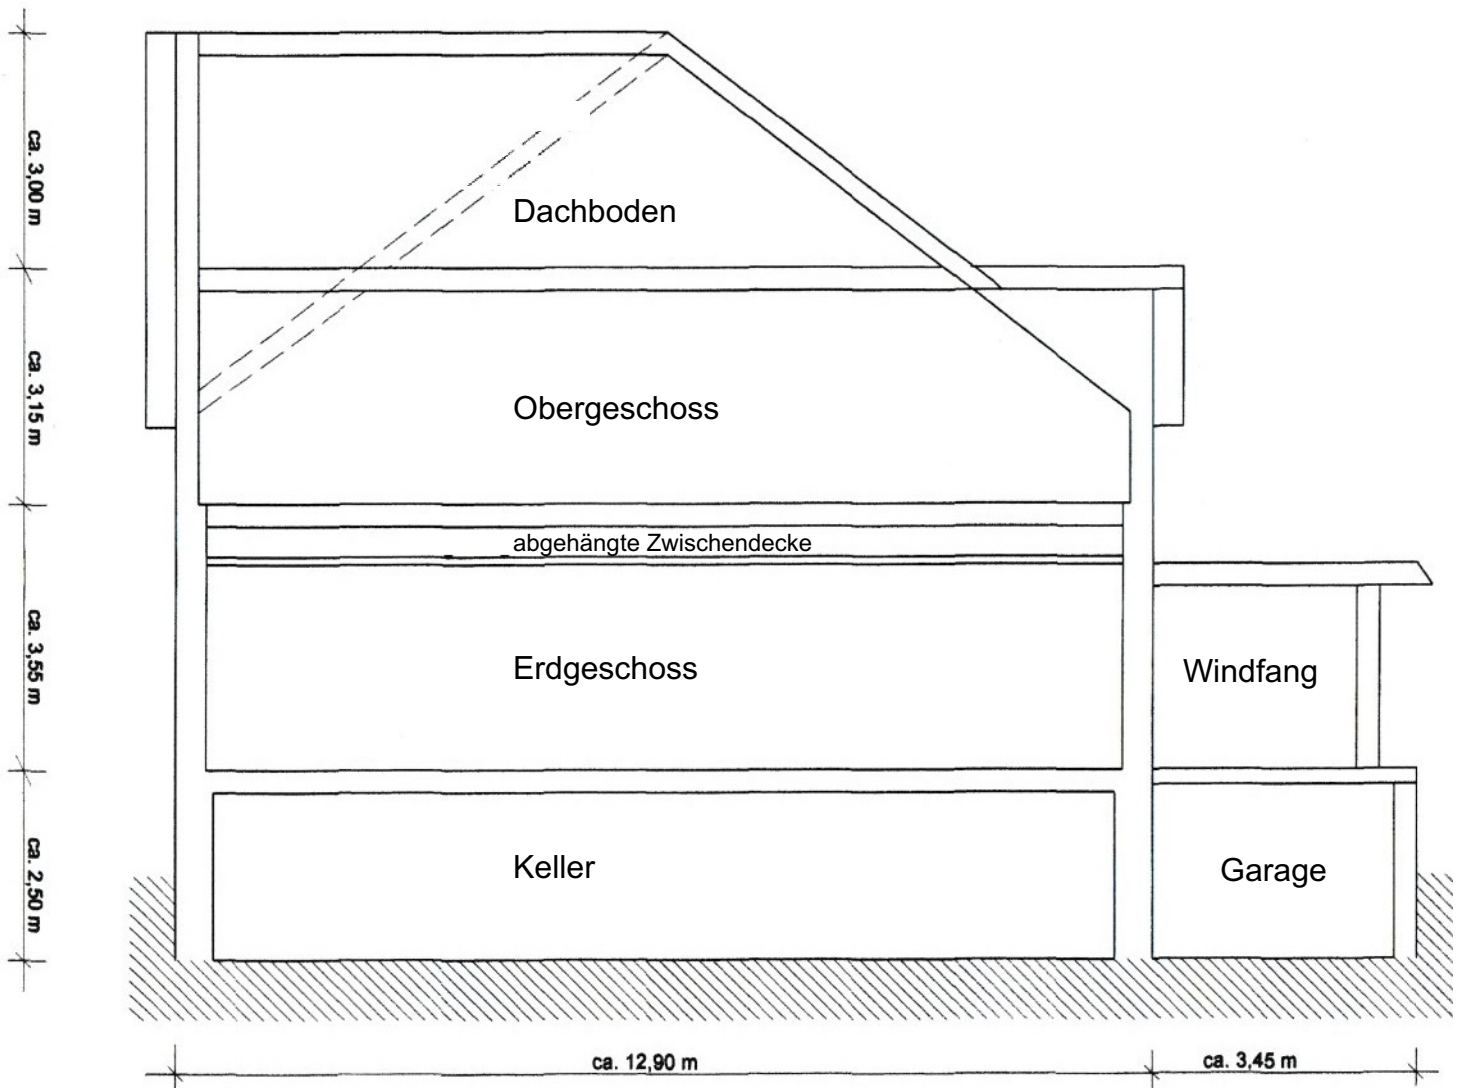 ca. 3,00 m
Dachboden
ca. 3,15 m
Obergeschoss
abgehängte Zwischendecke
ca. 3,55 m
Erdgeschoss
Windfang
ca. 2,50 m
Keller
Garage
ca. 12,90 m
ca. 3,45 m